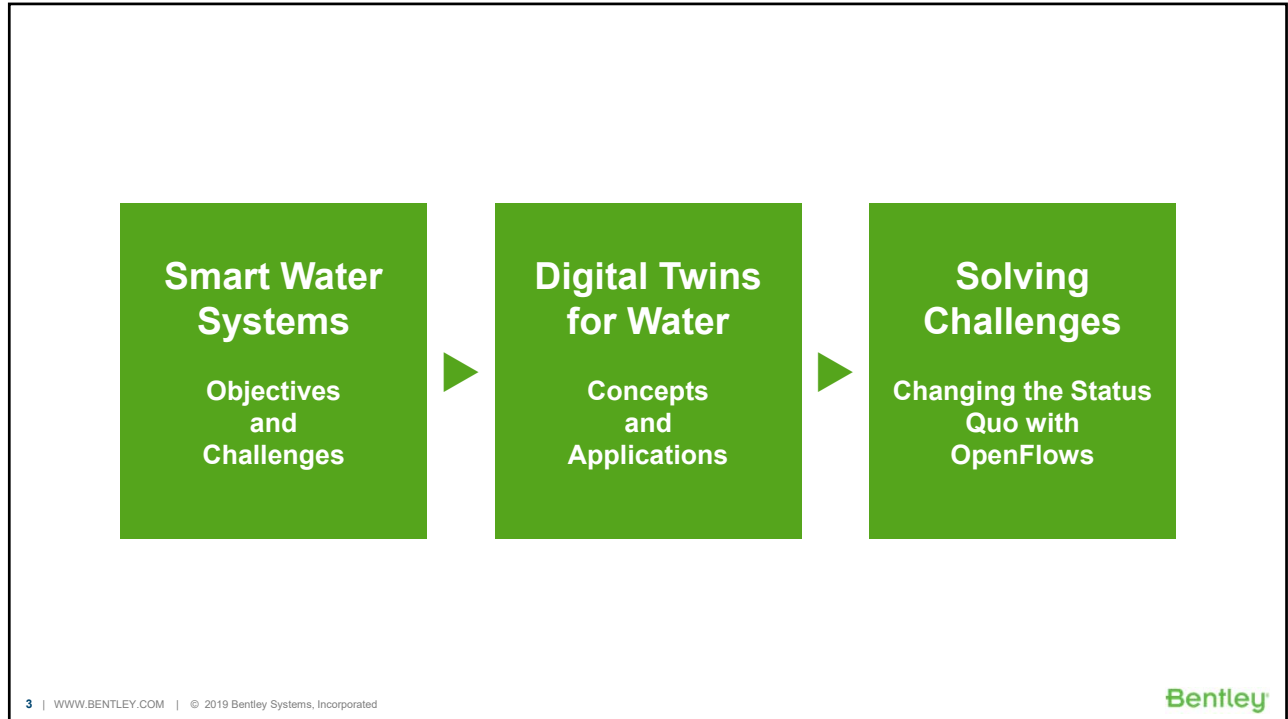 Smart Water
Systems
Objectives
and
Challenges
Digital Twins
for Water
Concepts
and
Applications
Solving
Challenges
Changing the Status
Quo with
OpenFlows
3 | WWW.BENTLEY.COM | © 2019 Bentley Systems, Incorporated
Bentley